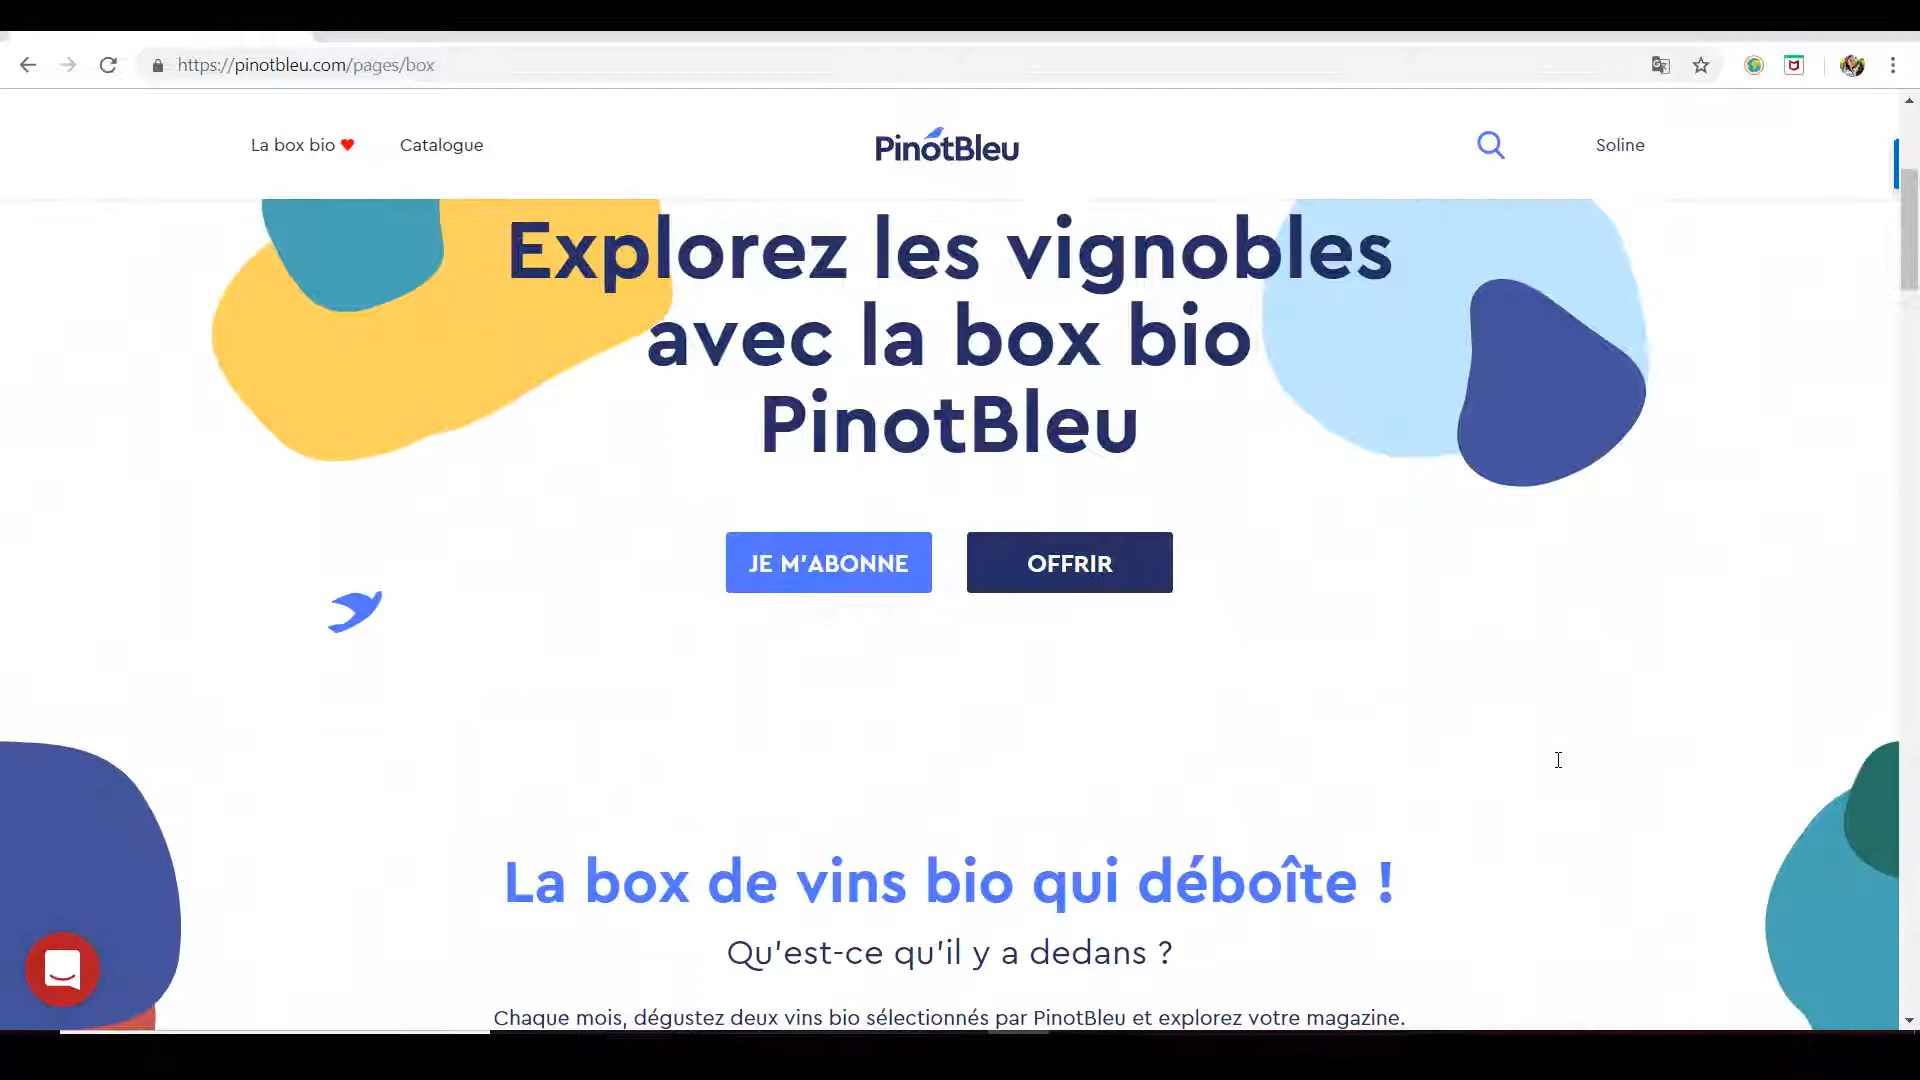 https://pinotbleu.com/pages/box
La box bio
Catalogue
PinotBleu
Soline
Explorez les vignobles
avec la box bio
PinotBleu
JE M'ABONNE
OFFRIR
La box de vins bio qui déboîte !
Qu'est-ce qu'il y a dedans ?
Chaque mois, dégustez deux vins bio sélectionnés par PinotBleu et explorez votre magazine.